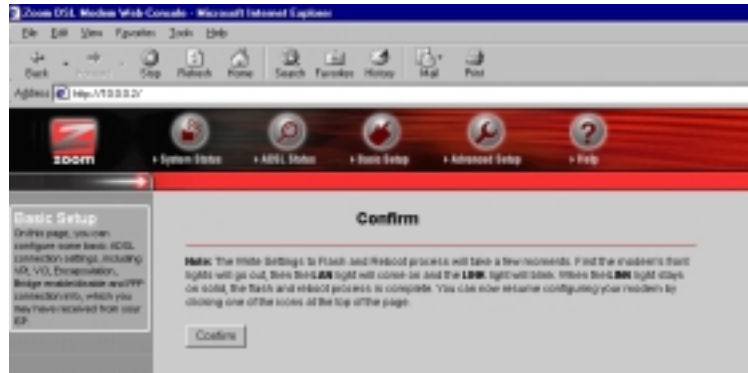 Zoom DSL Modem Web Console - Microsoft Internet Explorer
File Edit View Favorites Tools Help
Back Forward Stop Refresh Home Search Favorites History Mail Print
Address http://10.0.0.2/
zoom
System Status ADSL Status Basic Setup Advanced Setup Help
Basic Setup
On this page, you can
configure some basic ADSL
connection settings, including
VPI, VCI, Encapsulation,
Bridge enable/disable and PPP
connection info, which you
may have received from your
ISP.
Confirm
Note: The Write Settings to Flash and Reboot process will take a few moments. First the modem's front
lights will go out, then the LAN light will come on and the LINK light will blink. When the LINK light stays
on solid, the flash and reboot process is complete. You can now resume configuring your modem by
clicking one of the icons at the top of the page.
Confirm